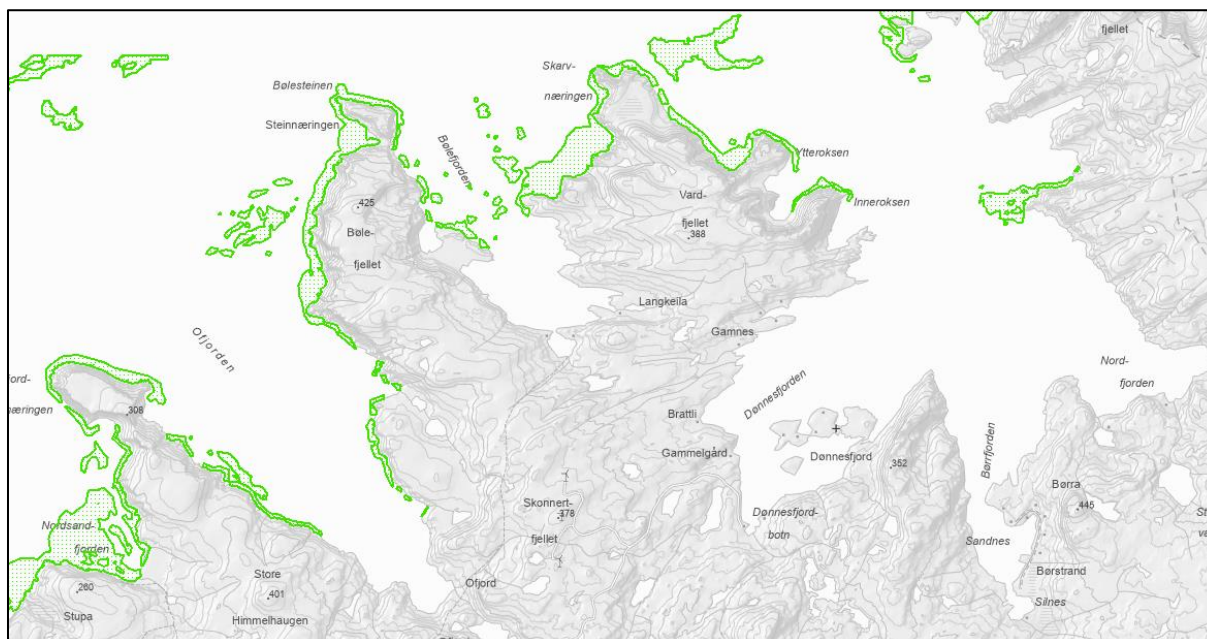 fjellet
Skarv-
næringen
Bølesteinen
Steinnæringen
Bølefjorden
Ytteroksen
Inneroksen
425
Bøle-
fjellet
Vard-
fjellet
388
Langkeila
Gamnes
Ofjorden
næringen
308
Nord-
fjorden
Dønnesfjorden
Brattli
Gammelgård
Dønnesfjord
352
Børrfjorden
Børra
445
Skonnert-
378
fjellet
Dønnesfjord-
botn
Sandnes
Børstrand
Silnes
Nordsand-
fjorden
260
Stupa
Store
401
Himmelhaugen
Ofjord